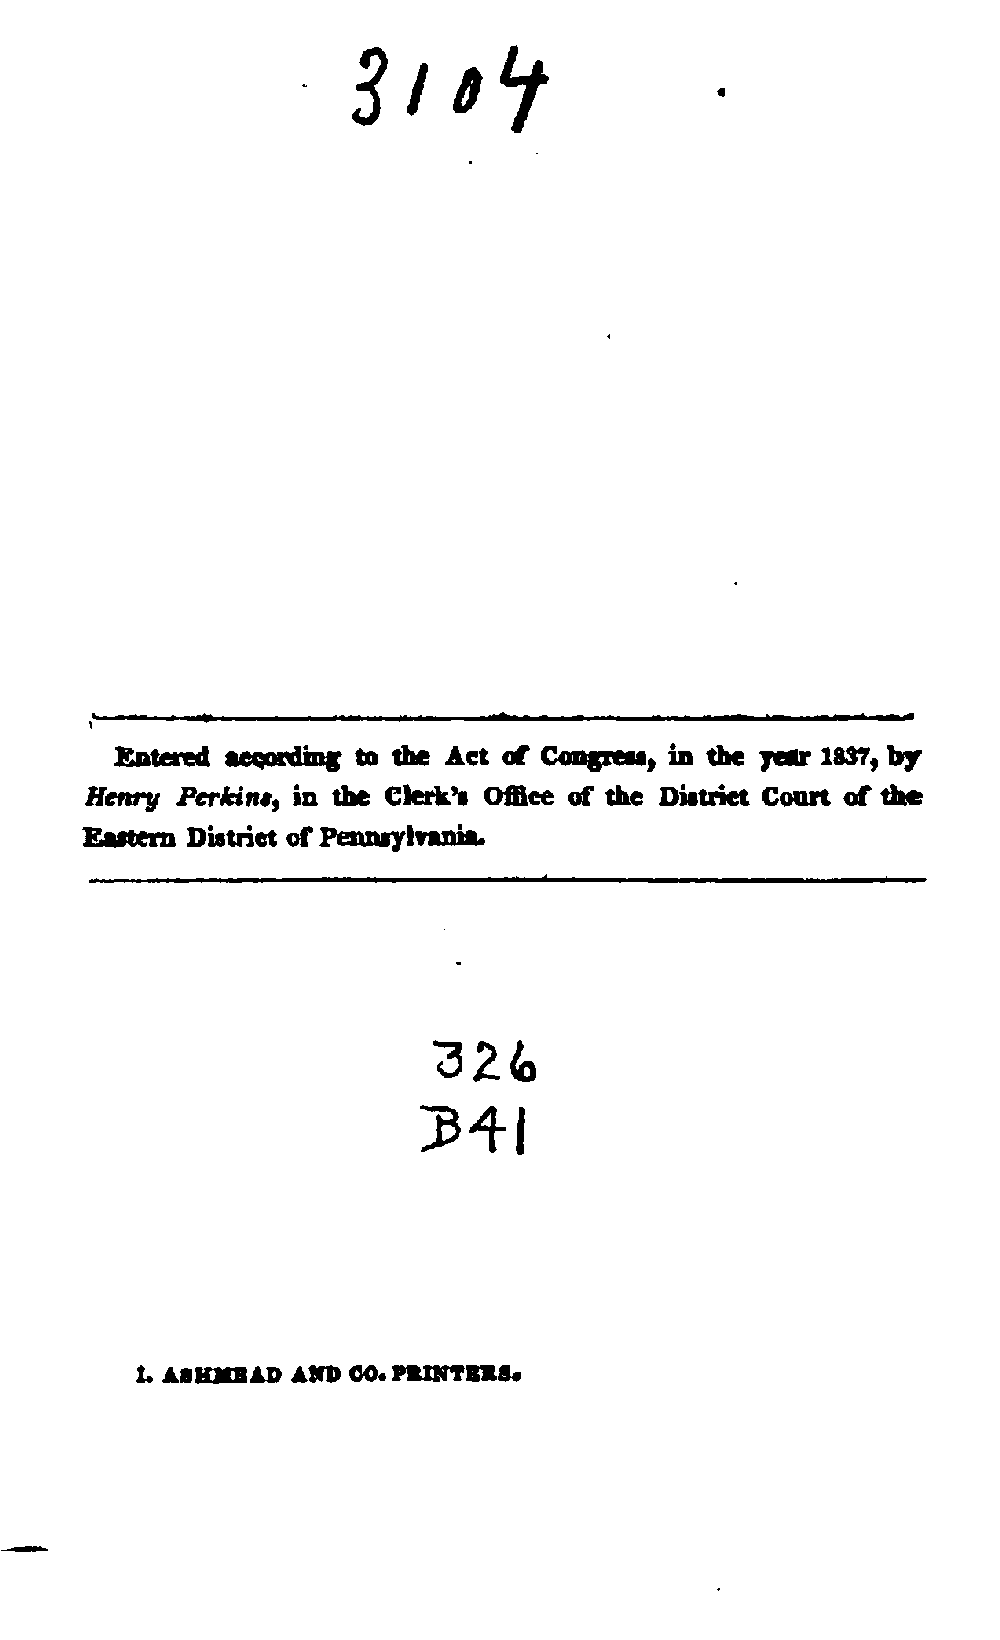 3104
Entered according to the Act of Congress, in the year 1837, by
Henry Perkins, in the Clerk's Office of the District Court of the
Eastern District of Pennsylvania.
326
B41
I. ASHMEAD AND CO. PRINTERS.